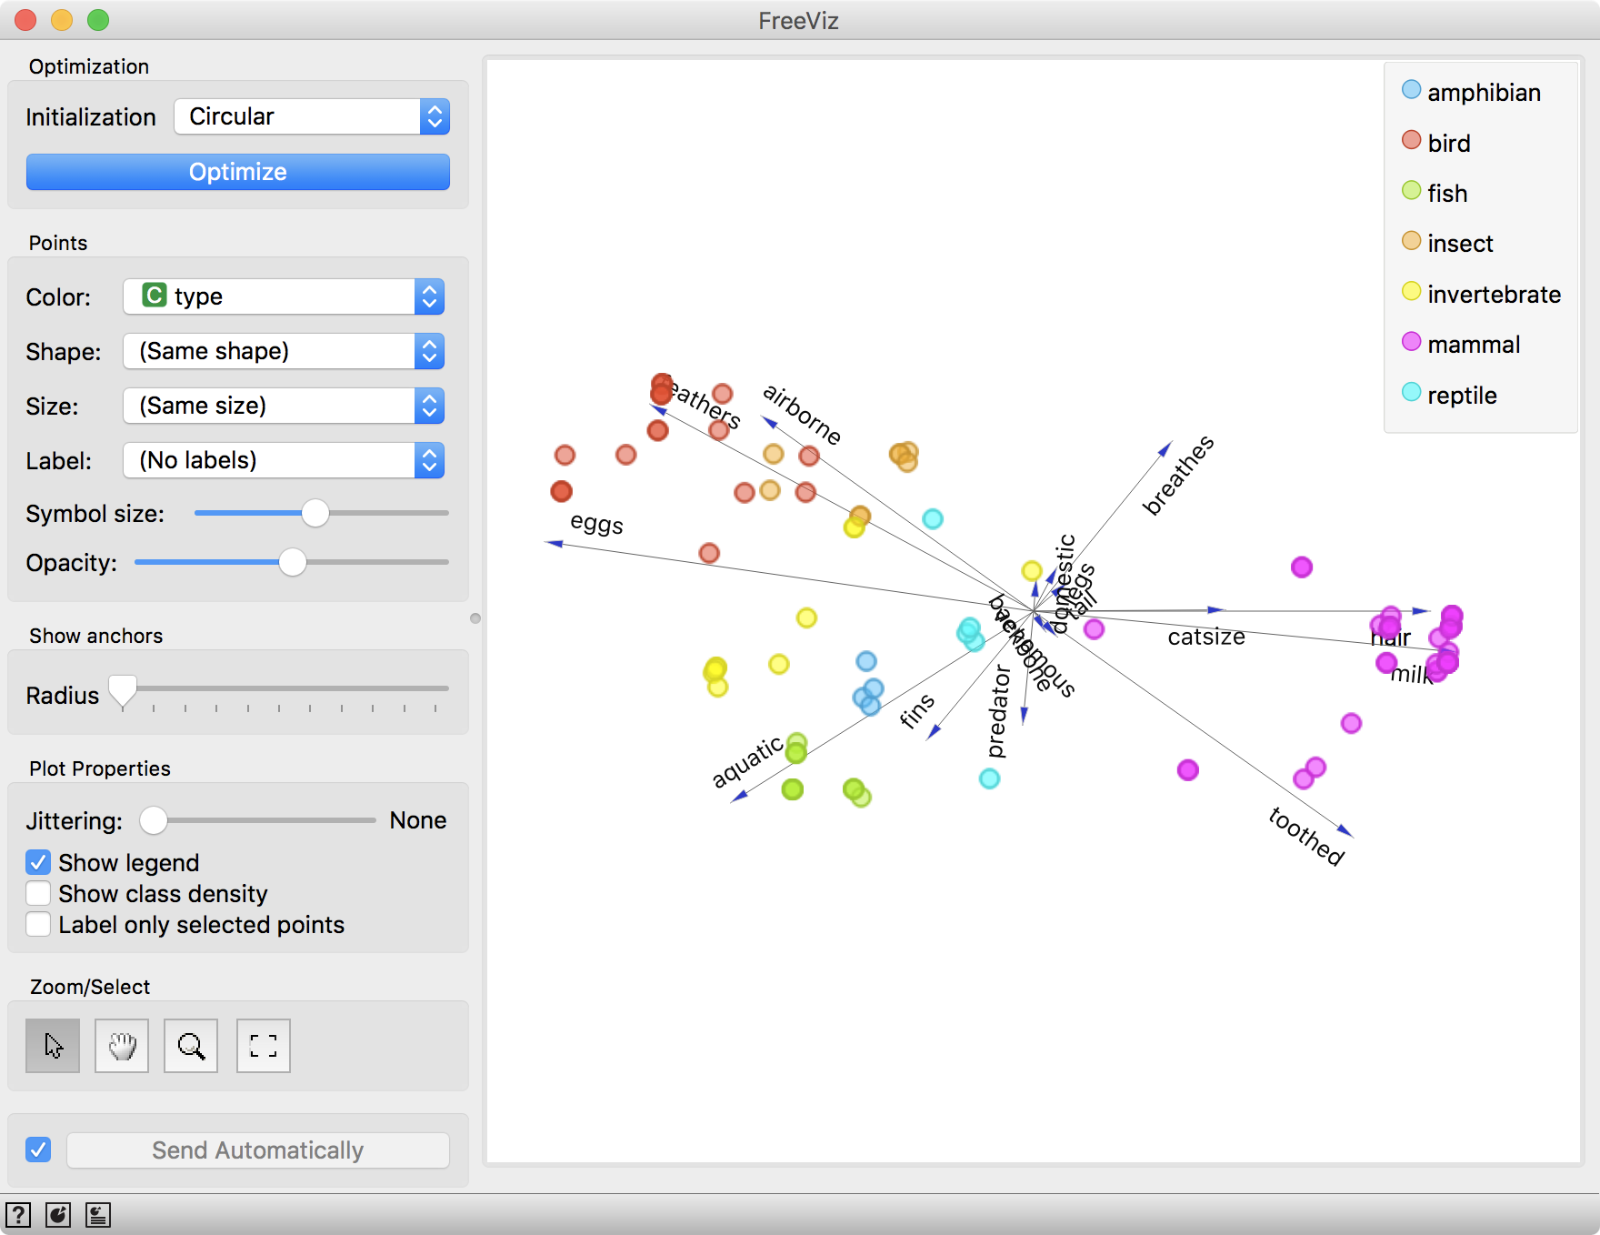 FreeViz
Optimization
Initialization Circular
Optimize
Points
Color: C type
Shape: (Same shape)
Size: (Same size)
Label: (No labels)
Symbol size:
Opacity:
Show anchors
Radius
Plot Properties
Jittering: None
Show legend
Show class density
Label only selected points
Zoom/Select
Send Automatically
?
amphibian
bird
fish
insect
invertebrate
mammal
reptile
eathers
airborne
breathes
eggs
domestic
legs
tail
backbone
venomous
catsize
hair
milk
fins
predator
aquatic
toothed